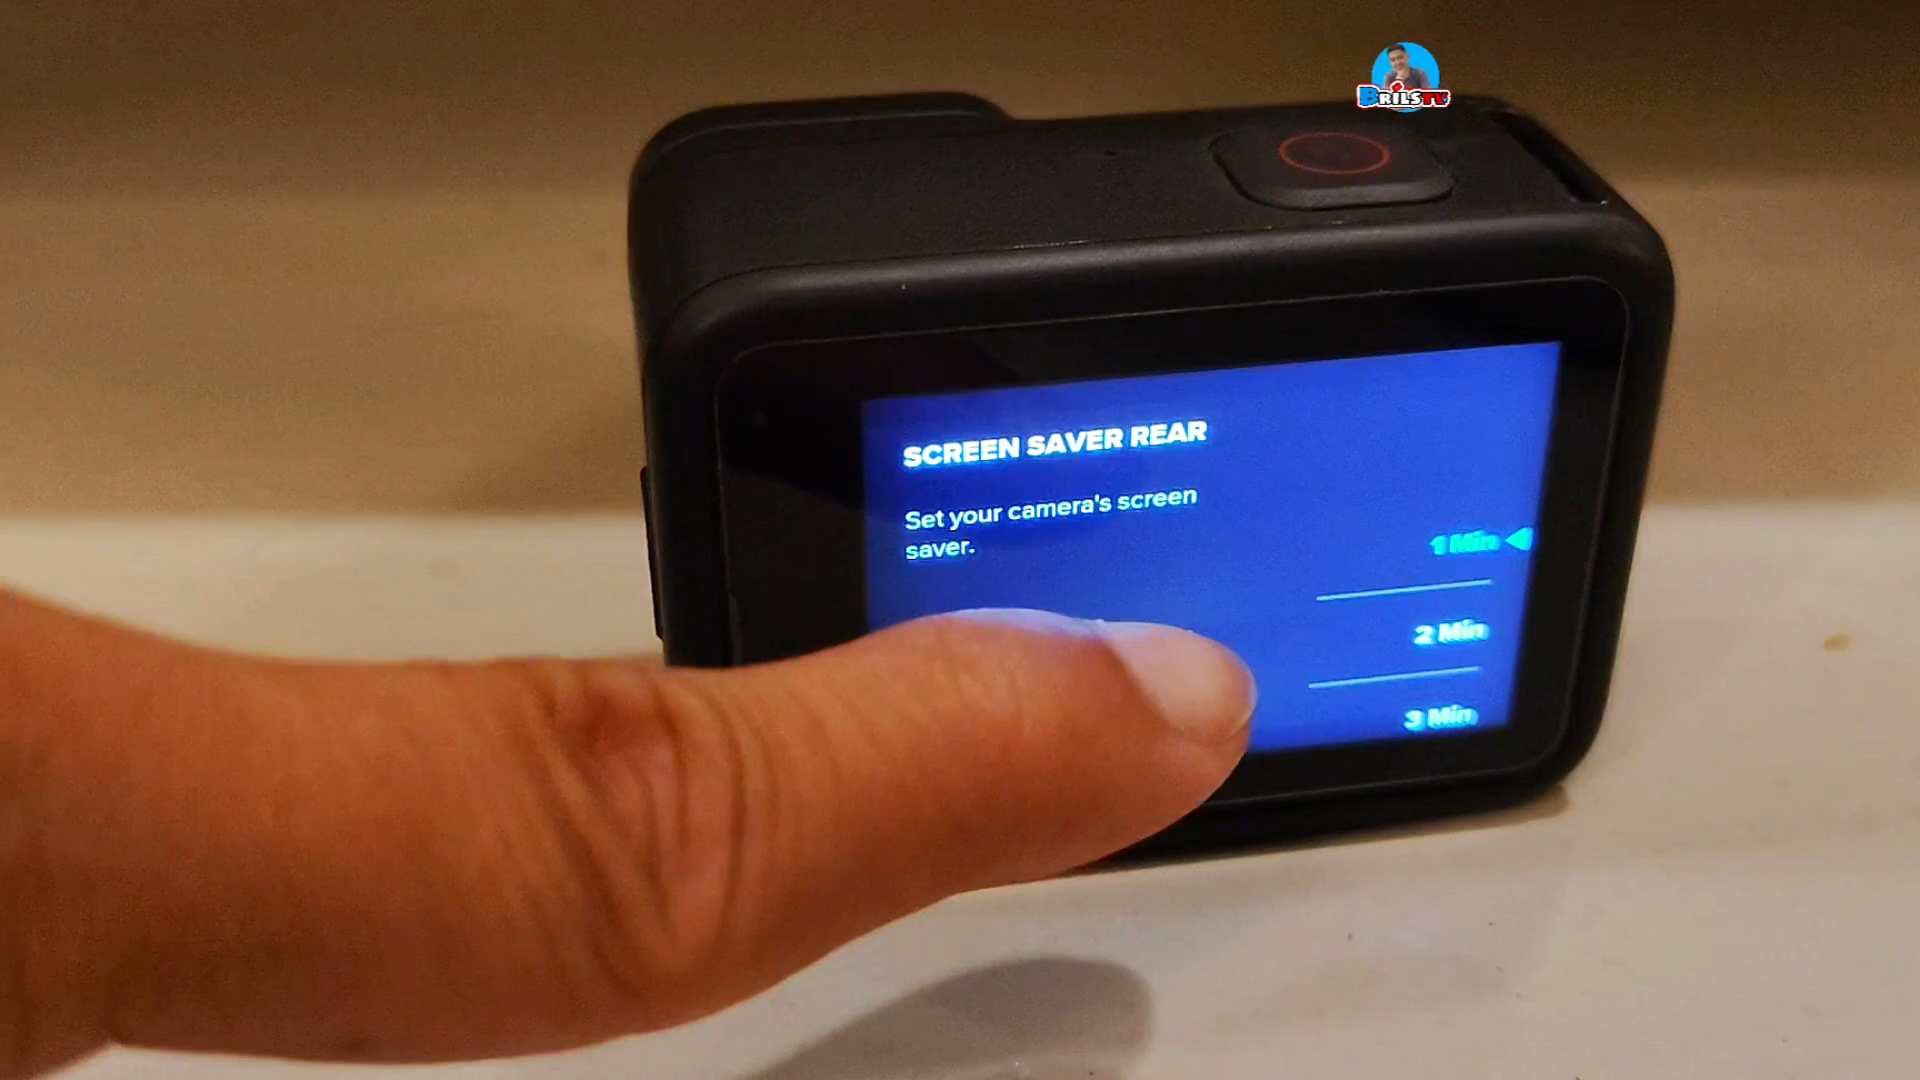 BRILSTV
SCREEN SAVER REAR
Set your camera's screen
saver.
1 Min
2 Min
3 Min